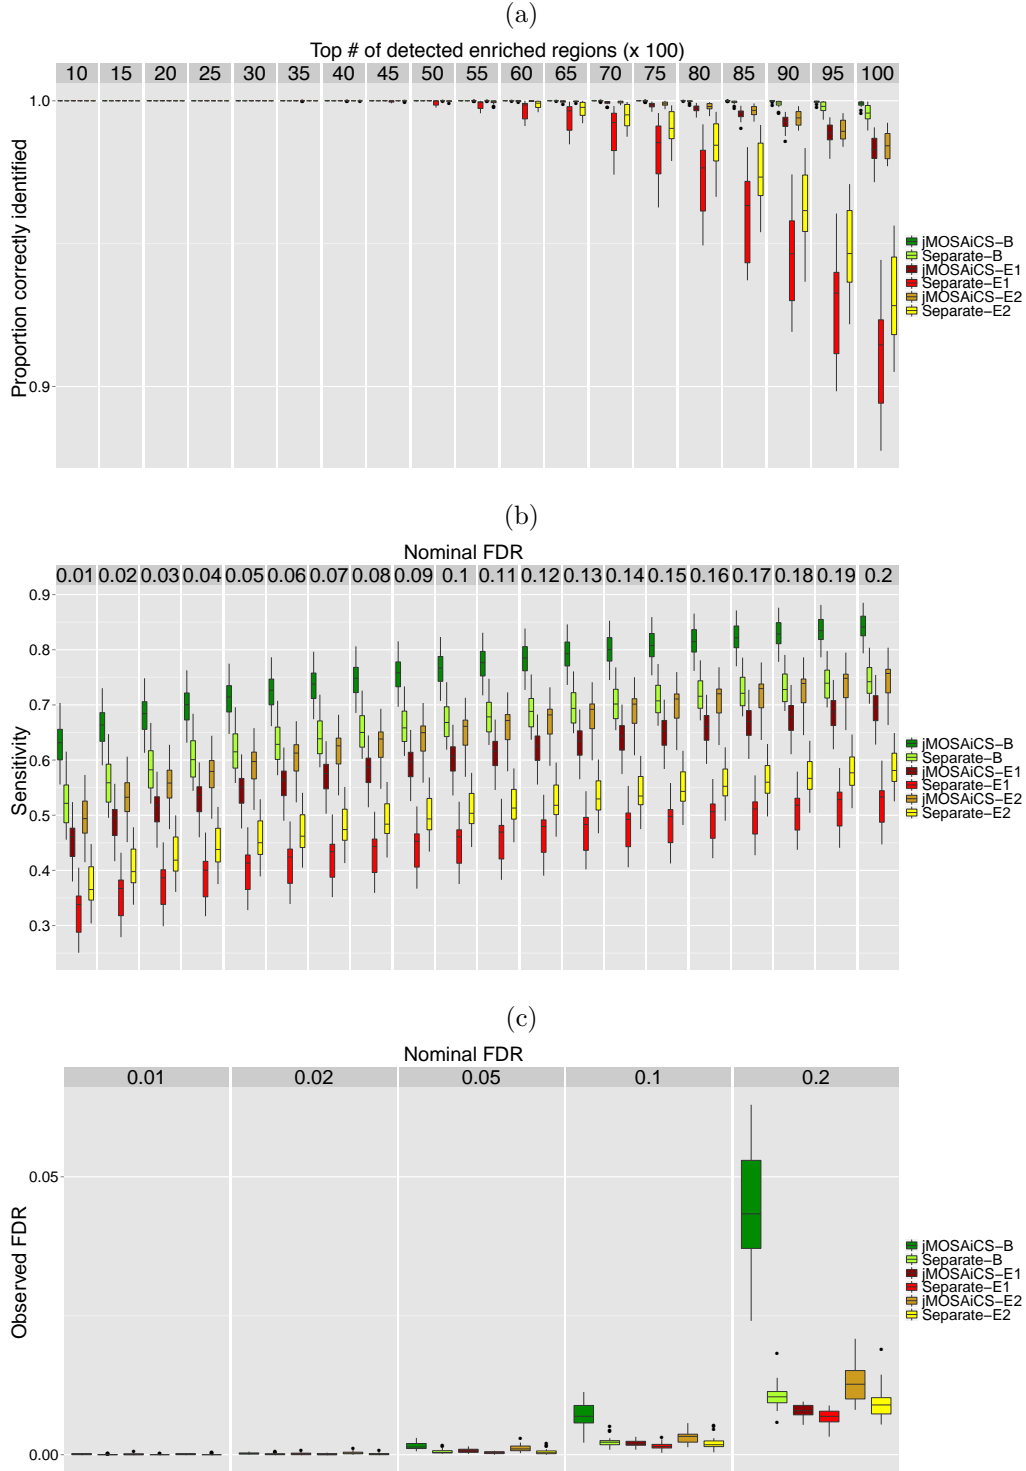 (a)
Top # of detected enriched regions (x 100)
10 15 20 25 30 35 40 45 50 55 60 65 70 75 80 85 90 95 100
Proportion correctly identified
1.0
0.9
jMOSAiCS−B
Separate−B
jMOSAiCS−E1
Separate−E1
jMOSAiCS−E2
Separate−E2
(b)
Nominal FDR
0.01 0.02 0.03 0.04 0.05 0.06 0.07 0.08 0.09 0.1 0.11 0.12 0.13 0.14 0.15 0.16 0.17 0.18 0.19 0.2
Sensitivity
0.9
0.8
0.7
0.6
0.5
0.4
0.3
jMOSAiCS−B
Separate−B
jMOSAiCS−E1
Separate−E1
jMOSAiCS−E2
Separate−E2
(c)
Nominal FDR
0.01 0.02 0.05 0.1 0.2
Observed FDR
0.05
0.00
jMOSAiCS−B
Separate−B
jMOSAiCS−E1
Separate−E1
jMOSAiCS−E2
Separate−E2